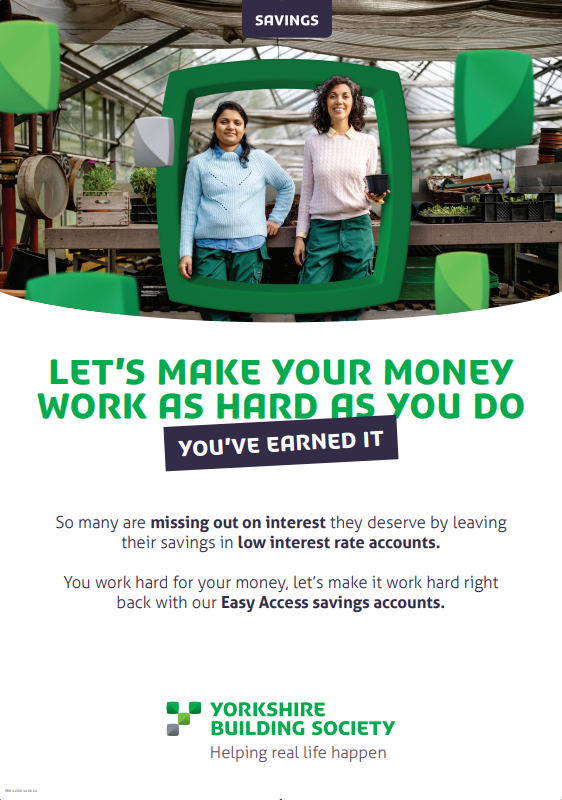 SAVINGS
LET'S MAKE YOUR MONEY
WORK AS HARD AS YOU DO
YOU'VE EARNED IT
So many are missing out on interest they deserve by leaving
their savings in low interest rate accounts.
You work hard for your money, let's make it work hard right
back with our Easy Access savings accounts.
YORKSHIRE
BUILDING SOCIETY
Helping real life happen